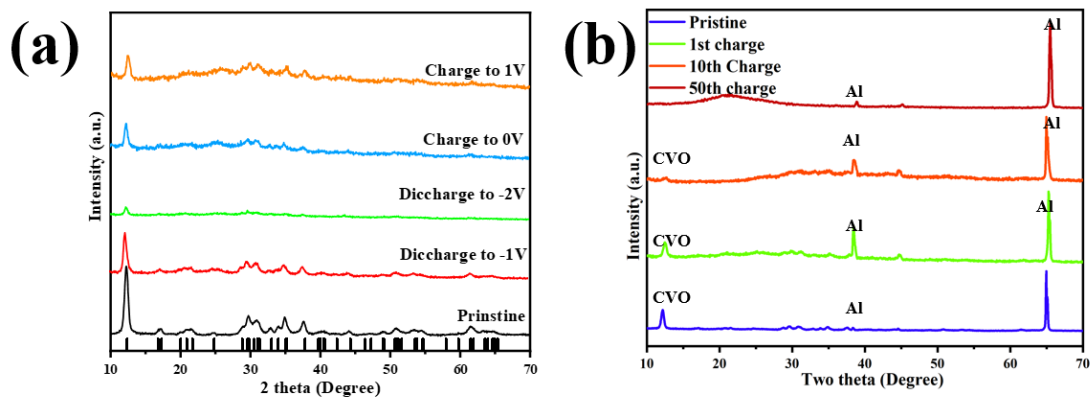 (a)
Intensity (a.u.)
Charge to 1V
Charge to 0V
Diccharge to -2V
Diccharge to -1V
Prinstine
10 20 30 40 50 60 70
2 theta (Degree)
(b)
Intensity (a.u.)
Pristine
1st charge
10th Charge
50th charge
Al
Al
CVO
Al
Al
CVO
Al
Al
CVO
Al
10 20 30 40 50 60 70
Two theta (Degree)